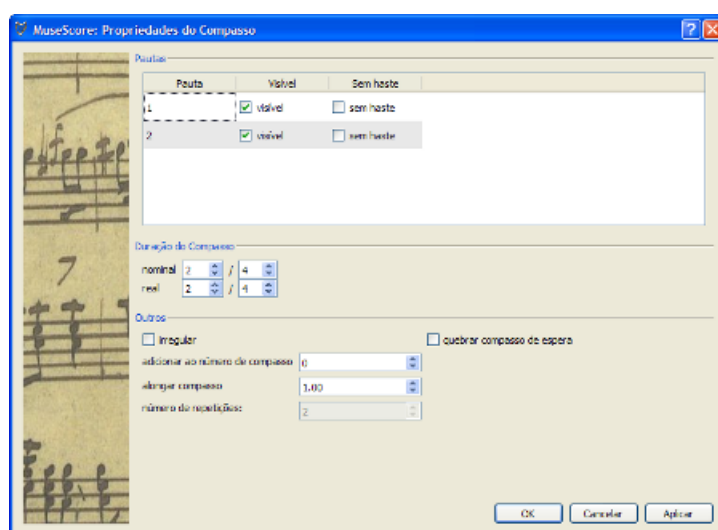 MuseScore: Propriedades do Compasso
Pautas
Pauta Visível Sem haste
1 visível sem haste
2 visível sem haste
Duração do Compasso
nominal 2 / 4
real 2 / 4
Outros
irregular quebrar compasso de espera
adicionar ao número de compasso 0
alongar compasso 1,00
número de repetições: 2
OK Cancelar Aplicar